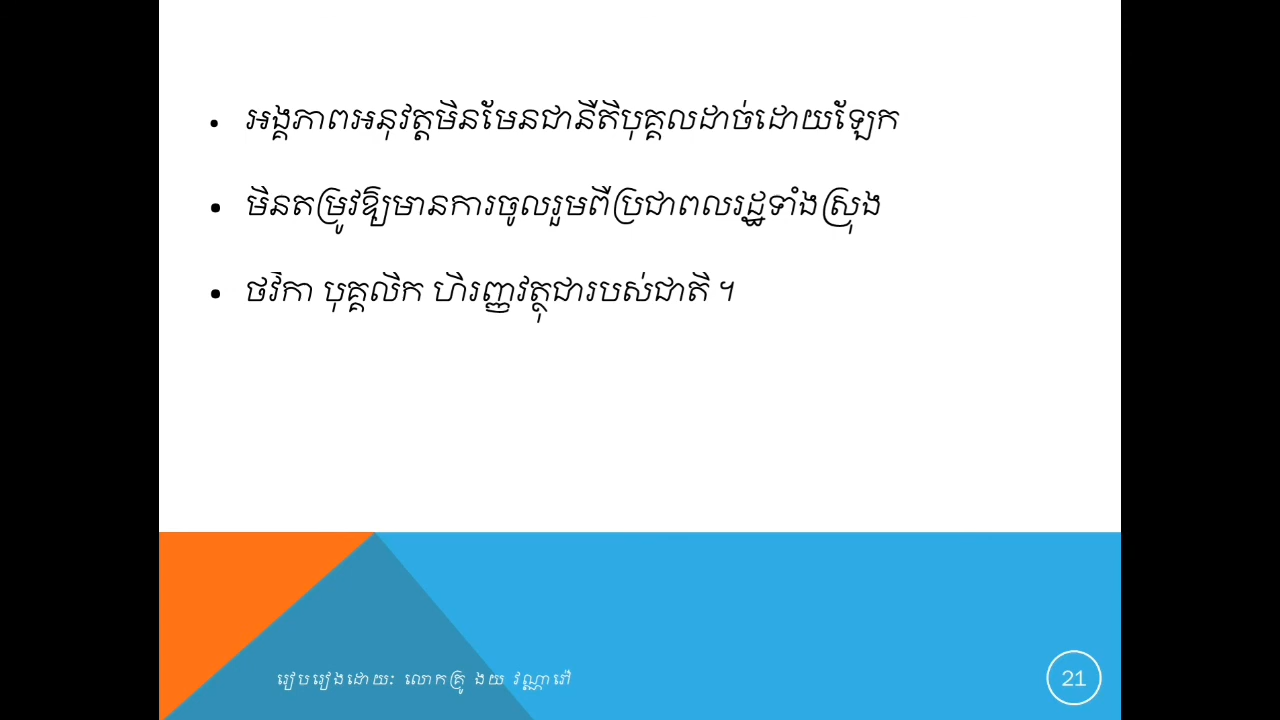 • អង្គភាពអនុវត្តមិនមែនជានីតិបុគ្គលដាច់ដោយឡែក
• មិនតម្រូវឱ្យមានការចូលរួមពីប្រជាពលរដ្ឋទាំងស្រុង
• ថវិកា បុគ្គលិក ហិរញ្ញវត្ថុជារបស់ជាតិ ។
រៀបរៀងដោយ: លោកគ្រូ ងយ វណ្ណារ៉ៅ
21